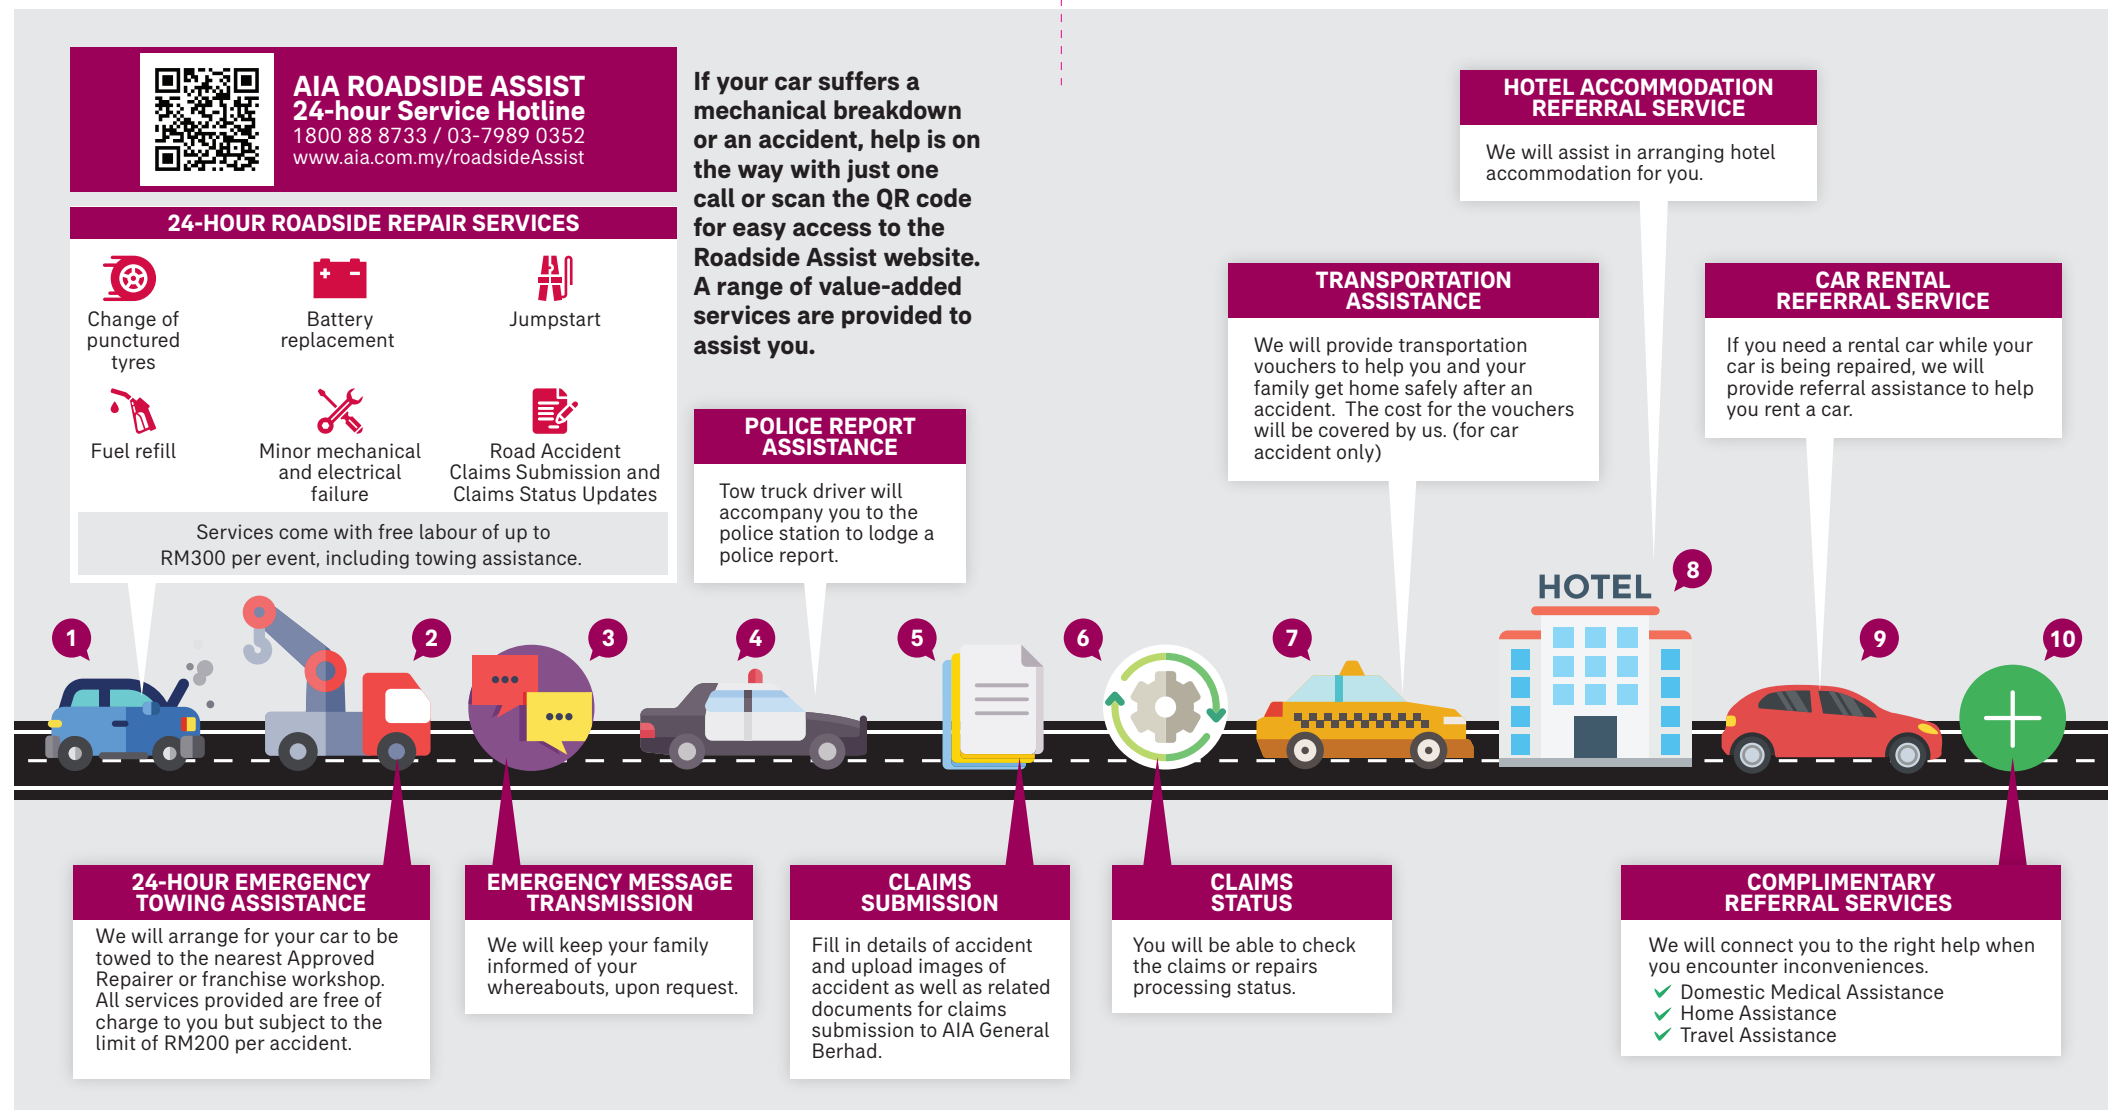 AIA ROADSIDE ASSIST
24-hour Service Hotline
1800 88 8733 / 03-7989 0352
www.aia.com.my/roadsideAssist
24-HOUR ROADSIDE REPAIR SERVICES
Change of
punctured
tyres
Battery
replacement
Jumpstart
Fuel refill
Minor mechanical
and electrical
failure
Road Accident
Claims Submission and
Claims Status Updates
Services come with free labour of up to
RM300 per event, including towing assistance.
If your car suffers a
mechanical breakdown
or an accident, help is on
the way with just one
call or scan the QR code
for easy access to the
Roadside Assist website.
A range of value-added
services are provided to
assist you.
POLICE REPORT
ASSISTANCE
Tow truck driver will
accompany you to the
police station to lodge a
police report.
TRANSPORTATION
ASSISTANCE
We will provide transportation
vouchers to help you and your
family get home safely after an
accident.  The cost for the vouchers
will be covered by us. (for car
accident only)
HOTEL ACCOMMODATION
REFERRAL SERVICE
We will assist in arranging hotel
accommodation for you.
CAR RENTAL
REFERRAL SERVICE
If you need a rental car while your
car is being repaired, we will
provide referral assistance to help
you rent a car.
HOTEL
1
2
3
4
5
6
7
8
9
10
24-HOUR EMERGENCY
TOWING ASSISTANCE
We will arrange for your car to be
towed to the nearest Approved
Repairer or franchise workshop.
All services provided are free of
charge to you but subject to the
limit of RM200 per accident.
EMERGENCY MESSAGE
TRANSMISSION
We will keep your family
informed of your
whereabouts, upon request.
CLAIMS
SUBMISSION
Fill in details of accident
and upload images of
accident as well as related
documents for claims
submission to AIA General
Berhad.
CLAIMS
STATUS
You will be able to check
the claims or repairs
processing status.
COMPLIMENTARY
REFERRAL SERVICES
We will connect you to the right help when
you encounter inconveniences.
Domestic Medical Assistance
Home Assistance
Travel Assistance